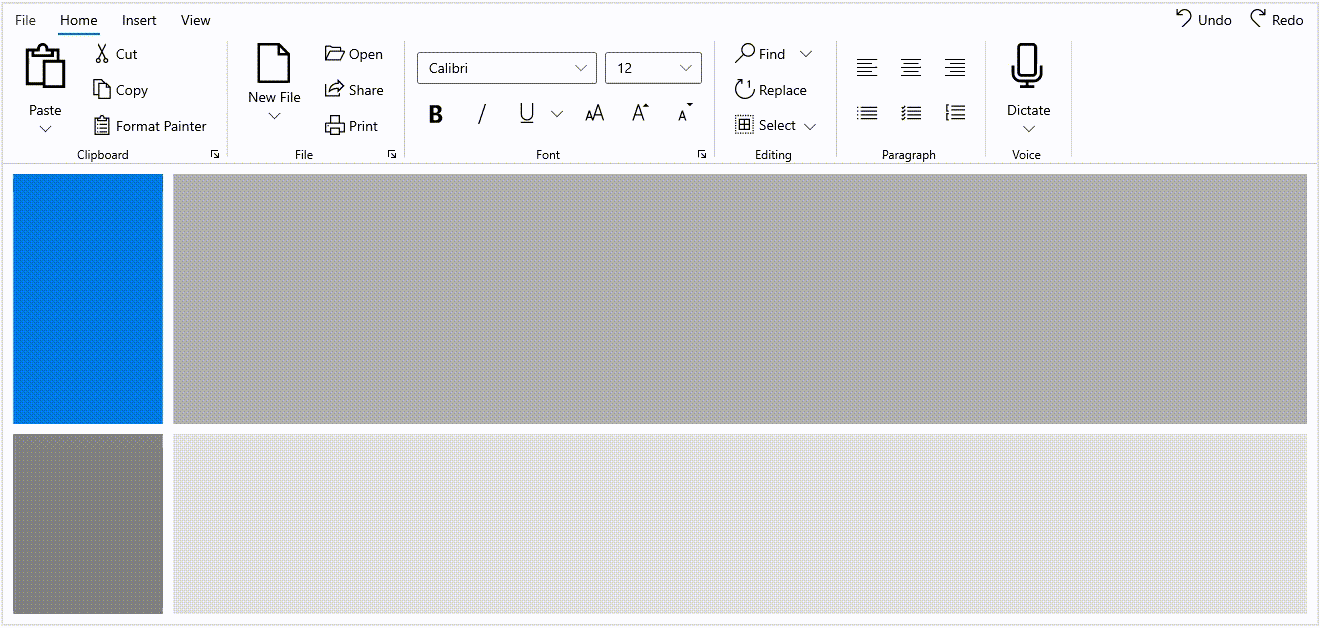 File Home Insert View Undo Redo
Paste
Cut
Copy
Format Painter
Clipboard
New File
Open
Share
Print
File
Calibri 12
B / U AA A A
Font
Find
Replace
Select
Editing
Paragraph
Dictate
Voice